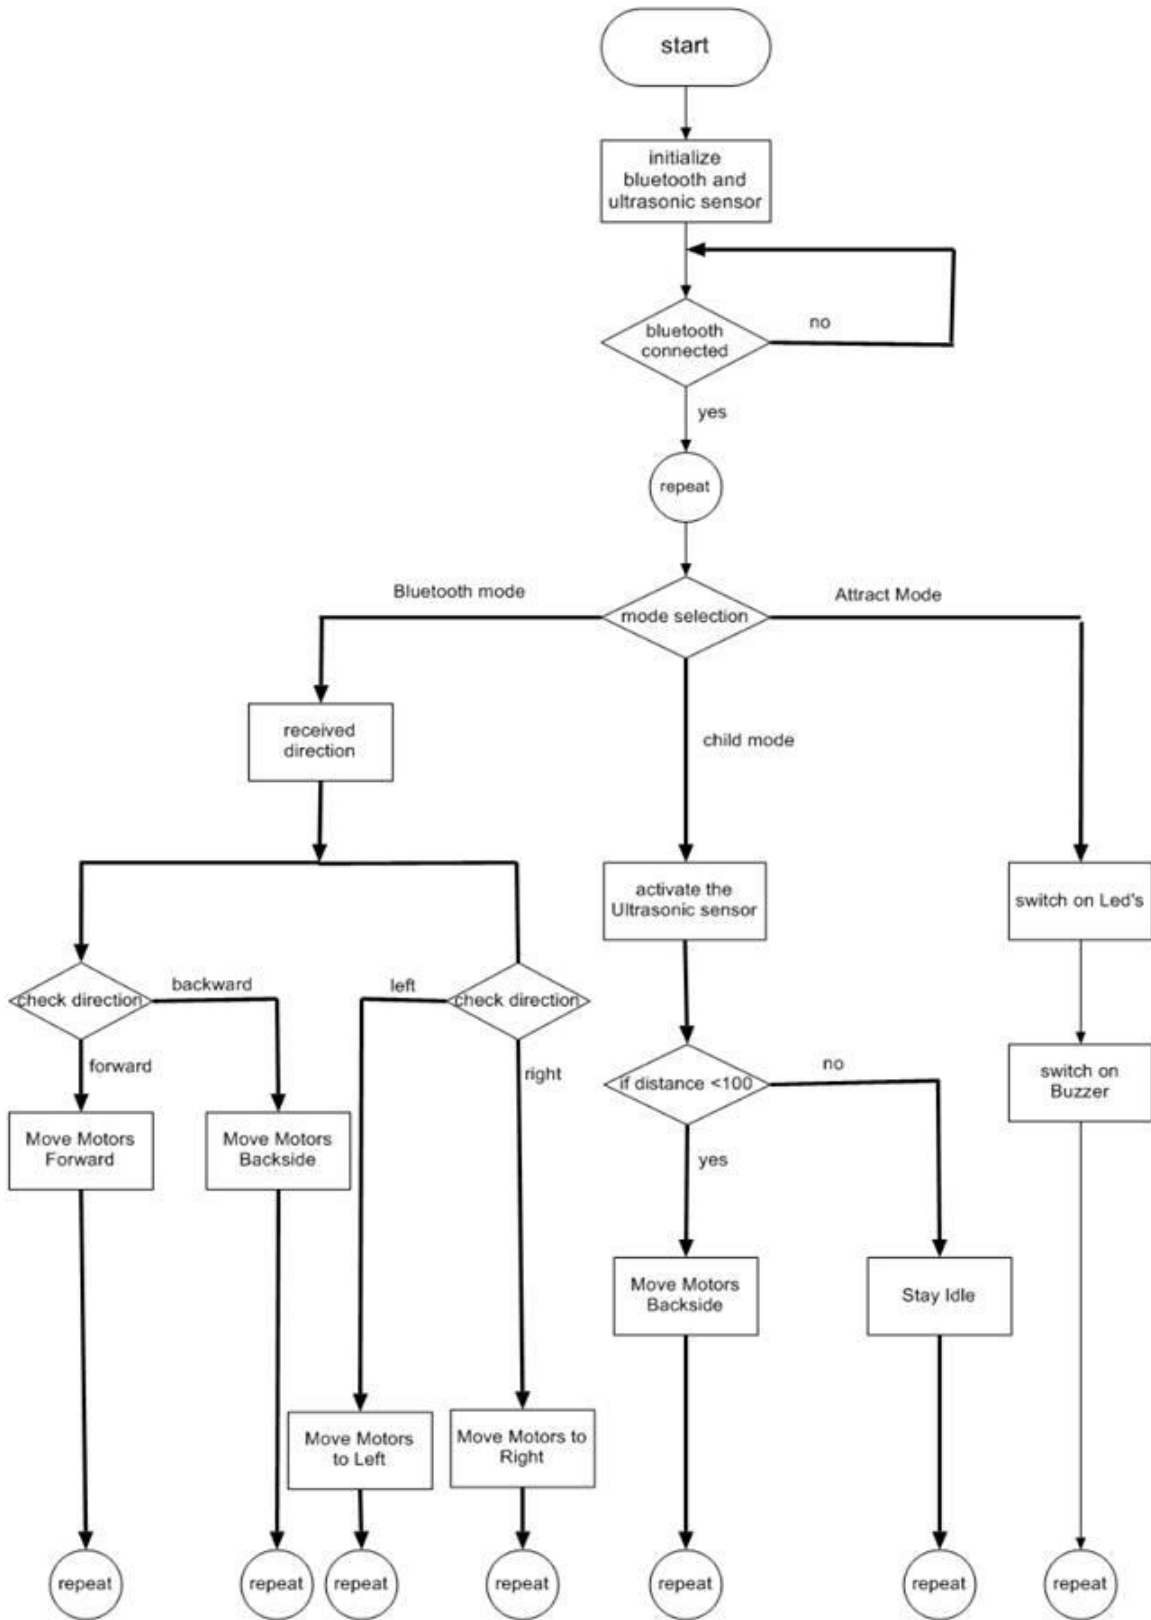 start
initialize
bluetooth and
ultrasonic sensor
bluetooth
connected
no
yes
repeat
Bluetooth mode
mode selection
Attract Mode
received
direction
child mode
activate the
Ultrasonic sensor
switch on Led's
check direction
backward
left
check direction
forward
right
if distance <100
no
switch on
Buzzer
Move Motors
Forward
Move Motors
Backside
yes
Move Motors
Backside
Stay Idle
Move Motors
to Left
Move Motors to
Right
repeat
repeat
repeat
repeat
repeat
repeat
repeat